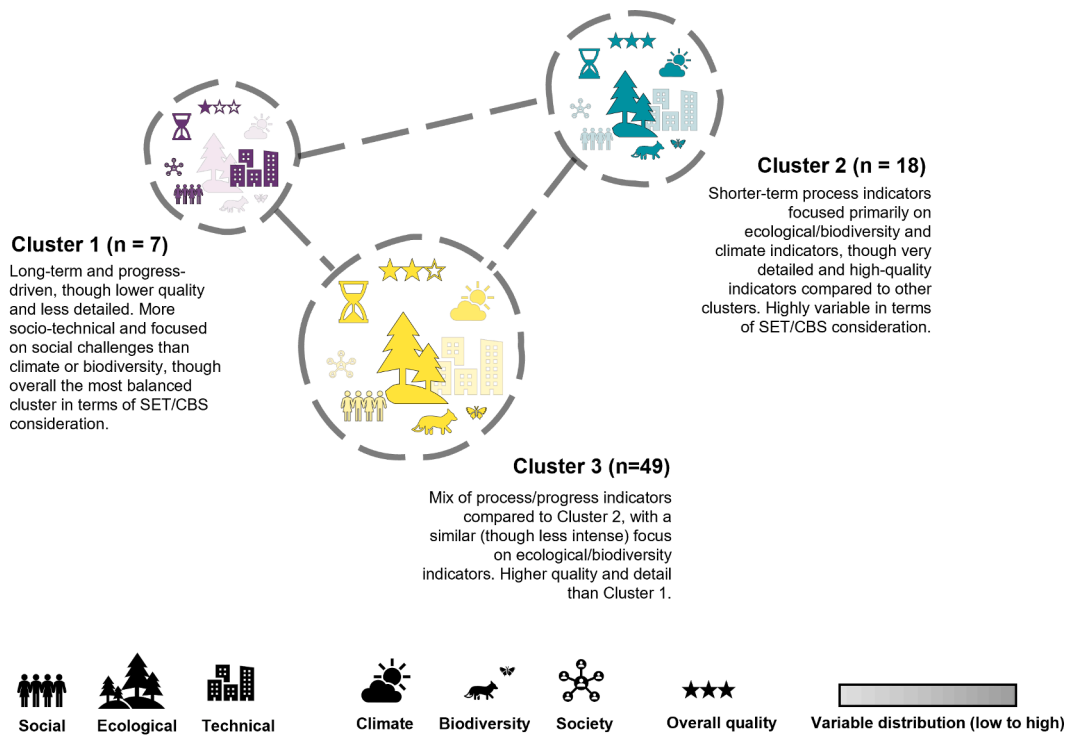 Cluster 1 (n = 7)
Long-term and progress-
driven, though lower quality
and less detailed. More
socio-technical and focused
on social challenges than
climate or biodiversity, though
overall the most balanced
cluster in terms of SET/CBS
consideration.
Cluster 2 (n = 18)
Shorter-term process indicators
focused primarily on
ecological/biodiversity and
climate indicators, though very
detailed and high-quality
indicators compared to other
clusters. Highly variable in terms
of SET/CBS consideration.
Cluster 3 (n=49)
Mix of process/progress indicators
compared to Cluster 2, with a
similar (though less intense) focus
on ecological/biodiversity
indicators. Higher quality and detail
than Cluster 1.
Social
Ecological
Technical
Climate
Biodiversity
Society
Overall quality
Variable distribution (low to high)